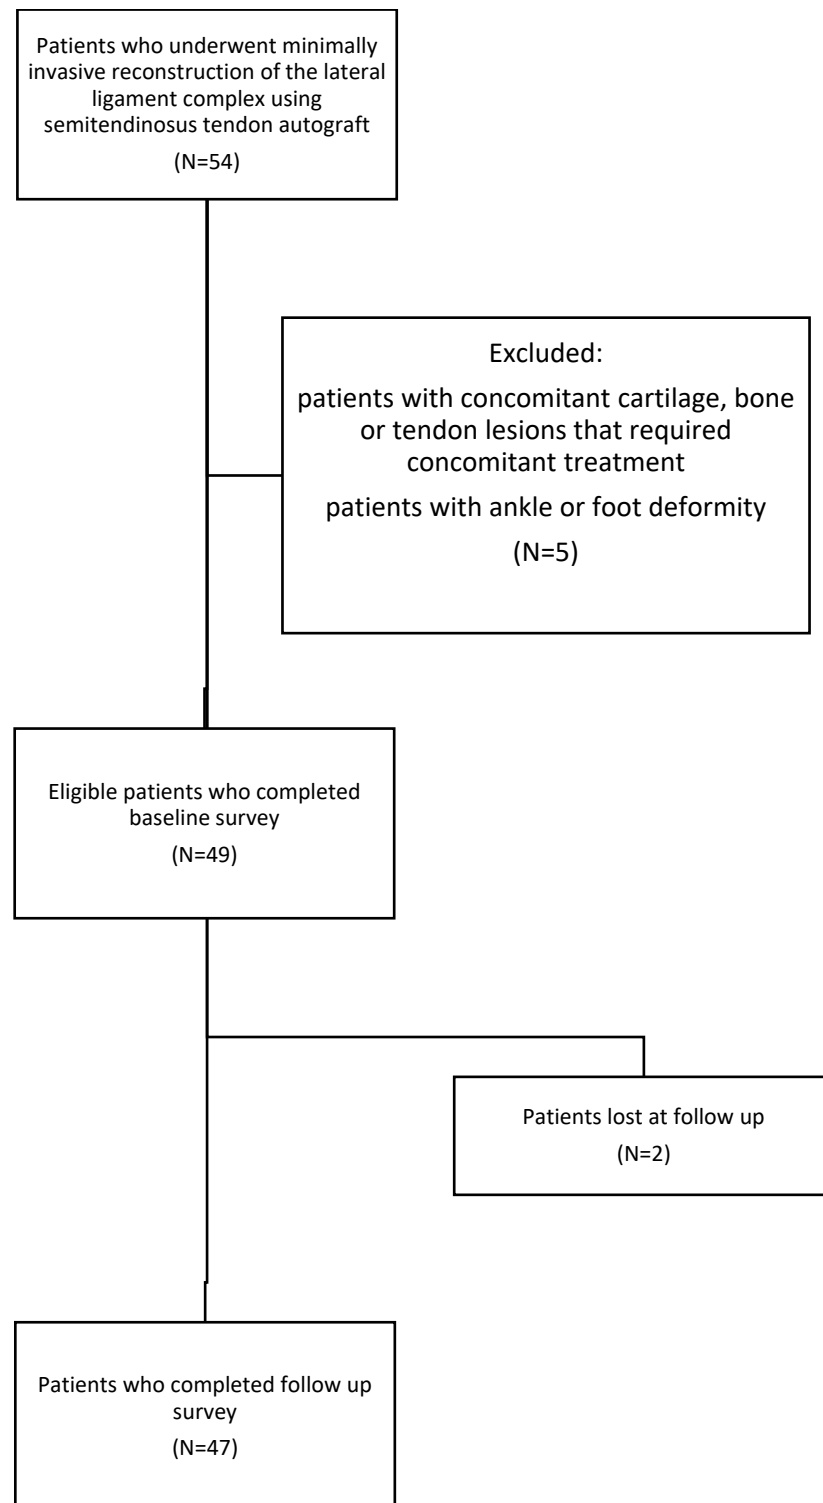 Patients who underwent minimally
invasive reconstruction of the lateral
ligament complex using
semitendinosus tendon autograft
(N=54)
Excluded:
patients with concomitant cartilage, bone
or tendon lesions that required
concomitant treatment
patients with ankle or foot deformity
(N=5)
Eligible patients who completed
baseline survey
(N=49)
Patients lost at follow up
(N=2)
Patients who completed follow up
survey
(N=47)